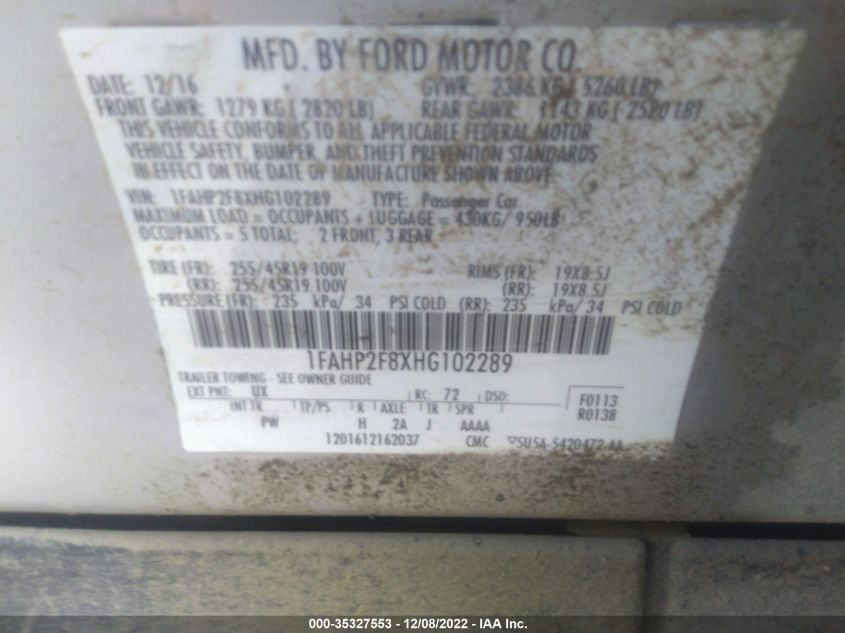 MFD. BY FORD MOTOR CO.
DATE: 12/16 GVWR: 2386 KG ( 5260 LB)
FRONT GAWR: 1279 KG ( 2820 LB) REAR GAWR: 1143 KG ( 2520 LB)
THIS VEHICLE CONFORMS TO ALL APPLICABLE FEDERAL MOTOR
VEHICLE SAFETY, BUMPER, AND THEFT PREVENTION STANDARDS
IN EFFECT ON THE DATE OF MANUFACTURE SHOWN ABOVE.
VIN: 1FAHP2F8XHG102289 TYPE: Passenger Car
MAXIMUM LOAD = OCCUPANTS + LUGGAGE = 430KG/ 950LB
OCCUPANTS = 5 TOTAL, 2 FRONT, 3 REAR
TIRE (FR): 255/45R19 100V RIMS (FR): 19X8.5J
(RR): 255/45R19 100V (RR): 19X8.5J
PRESSURE (FR): 235 kPa/ 34 PSI COLD (RR): 235 kPa/ 34 PSI COLD
1FAHP2F8XHG102289
TRAILER TOWING - SEE OWNER GUIDE
EXT PNT: UX RC: 72 DSO: F0113
INT TR TP/PS R AXLE TR SPR R0138
PW H 2A J AAAA
1201612162037 CMC 5U5A-5420472-AA
000-35327553 - 12/08/2022 - IAA Inc.